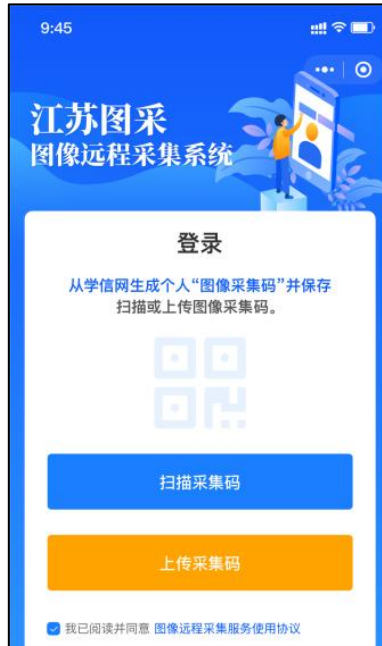 9:45
江苏图采
图像远程采集系统
登录
从学信网生成个人“图像采集码”并保存
扫描或上传图像采集码。
扫描采集码
上传采集码
我已阅读并同意 图像远程采集服务使用协议